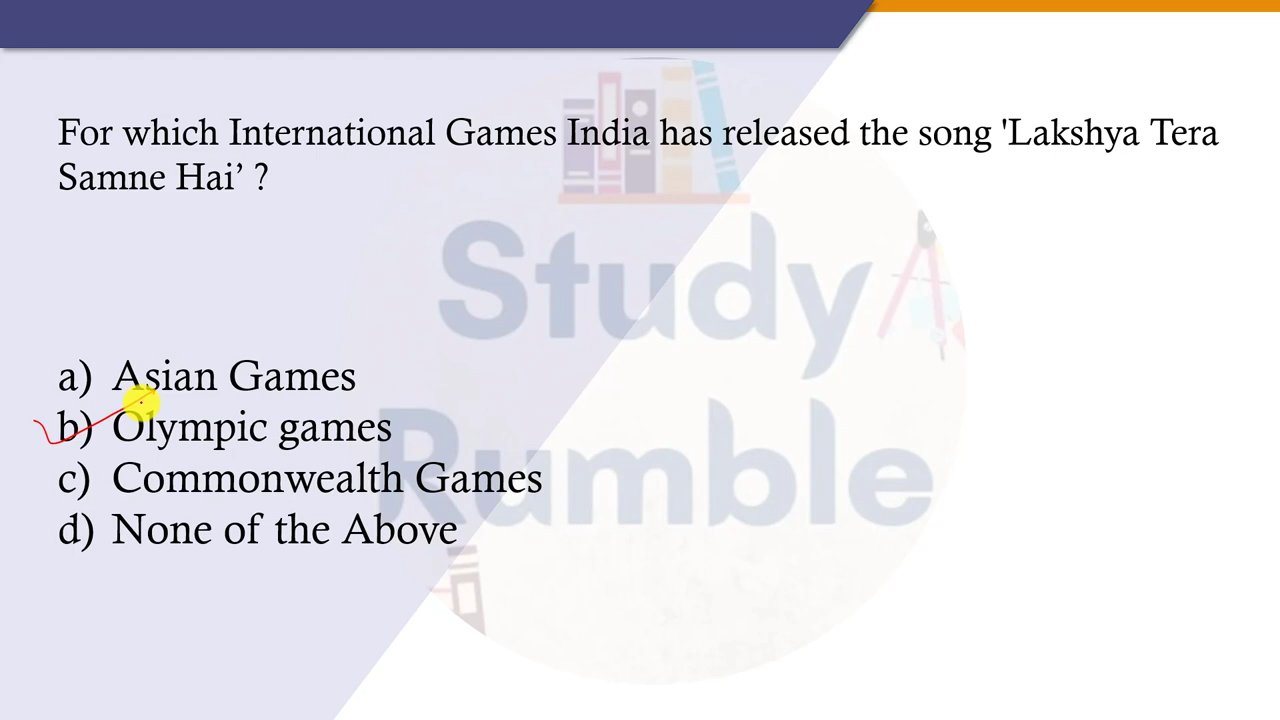 For which International Games India has released the song 'Lakshya Tera
Samne Hai’ ?
Study
Rumble
a) Asian Games
b) Olympic games
c) Commonwealth Games
d) None of the Above